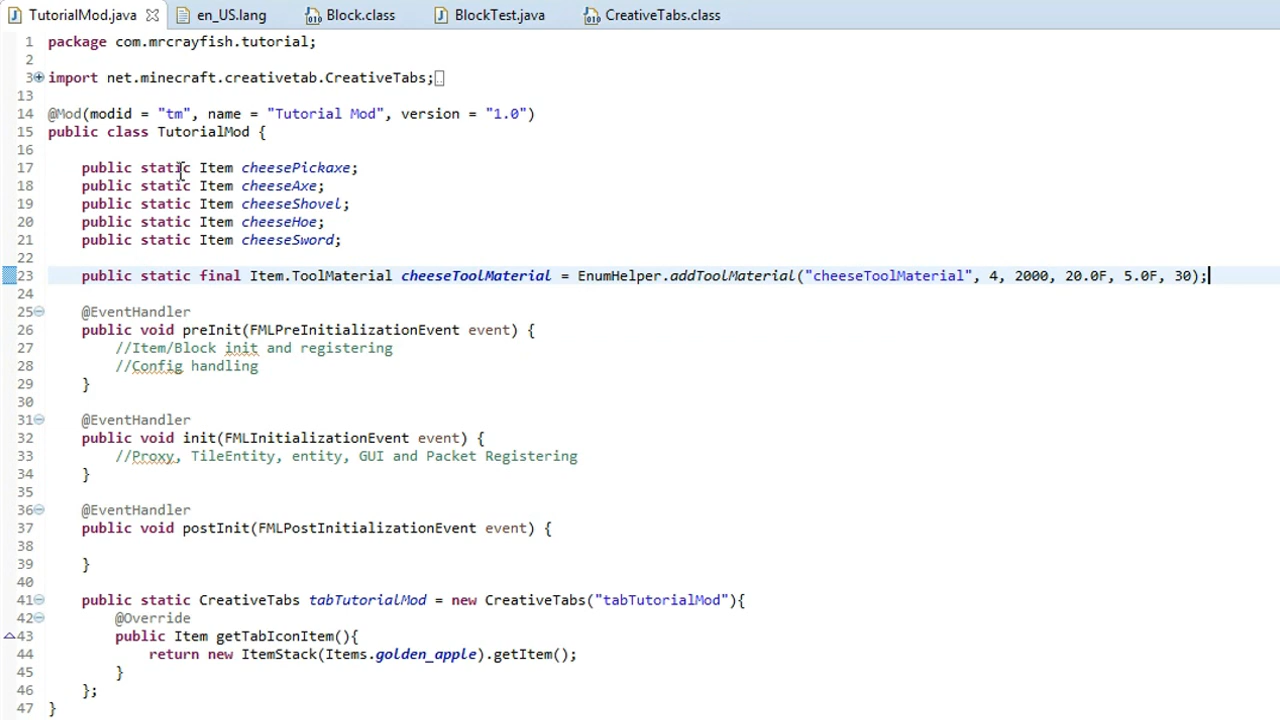 TutorialMod.java en_US.lang Block.class BlockTest.java CreativeTabs.class
1 package com.mrcrayfish.tutorial;
2
3 import net.minecraft.creativetab.CreativeTabs;
13
14 @Mod(modid = "tm", name = "Tutorial Mod", version = "1.0")
15 public class TutorialMod {
16
17 public static Item cheesePickaxe;
18 public static Item cheeseAxe;
19 public static Item cheeseShovel;
20 public static Item cheeseHoe;
21 public static Item cheeseSword;
22
23 public static final Item.ToolMaterial cheeseToolMaterial = EnumHelper.addToolMaterial("cheeseToolMaterial", 4, 2000, 20.0F, 5.0F, 30);
24
25 @EventHandler
26 public void preInit(FMLPreInitializationEvent event) {
27 //Item/Block init and registering
28 //Config handling
29 }
30
31 @EventHandler
32 public void init(FMLInitializationEvent event) {
33 //Proxy, TileEntity, entity, GUI and Packet Registering
34 }
35
36 @EventHandler
37 public void postInit(FMLPostInitializationEvent event) {
38
39 }
40
41 public static CreativeTabs tabTutorialMod = new CreativeTabs("tabTutorialMod"){
42 @Override
43 public Item getTabIconItem(){
44 return new ItemStack(Items.golden_apple).getItem();
45 }
46 };
47 }